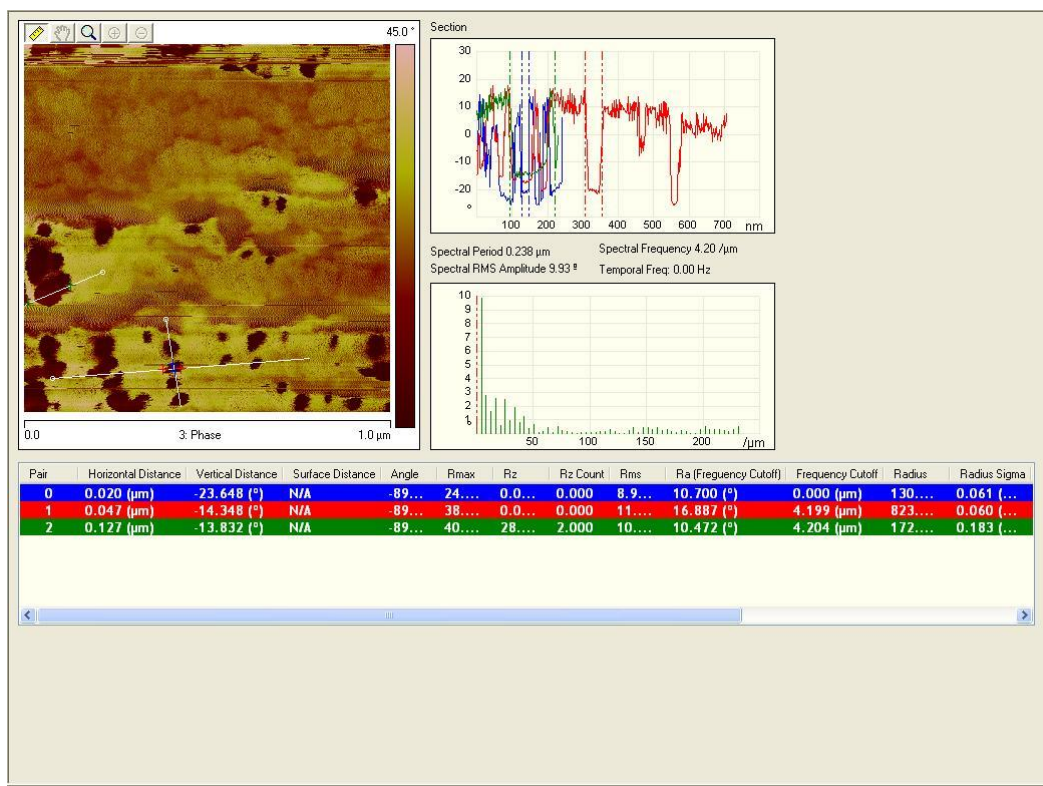 45.0 °
0.0 3: Phase 1.0 µm
Section
30
20
10
0
-10
-20
°
100 200 300 400 500 600 700 nm
Spectral Period 0.238 µm Spectral Frequency 4.20 /µm
Spectral RMS Amplitude 9.93 º Temporal Freq: 0.00 Hz
10
9
8
7
6
5
4
3
2
50 100 150 200 /µm
Pair Horizontal Distance Vertical Distance Surface Distance Angle Rmax Rz Rz Count Rms Ra (Frequency Cutoff) Frequency Cutoff Radius Radius Sigma
0 0.020 (µm) -23.648 (°) N/A -89... 24.... 0.0... 0.000 8.9... 10.700 (°) 0.000 (µm) 130.... 0.061 (...
1 0.047 (µm) -14.348 (°) N/A -89... 38.... 0.0... 0.000 11.... 16.887 (°) 4.199 (µm) 823.... 0.060 (...
2 0.127 (µm) -13.832 (°) N/A -89... 40.... 28.... 2.000 10.... 10.472 (°) 4.204 (µm) 172.... 0.183 (...